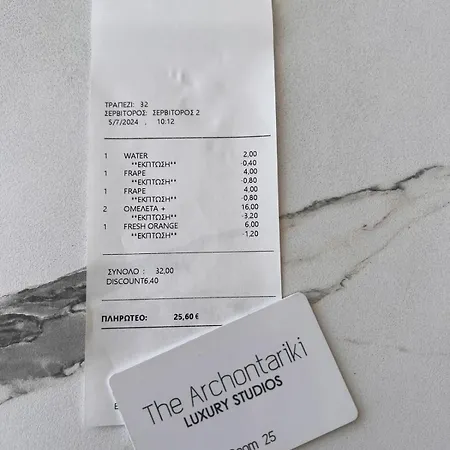 ΤΡΑΠΕΖΙ: 32
ΣΕΡΒΙΤΟΡΟΣ: ΣΕΡΒΙΤΟΡΟΣ 2
5/7/2024 , 10:12
1 WATER 2,00
**ΕΚΠΤΩΣΗ** -0,40
1 FRAPE 4,00
**ΕΚΠΤΩΣΗ** -0,80
1 FRAPE 4,00
**ΕΚΠΤΩΣΗ** -0,80
2 ΟΜΕΛΕΤΑ + 16,00
**ΕΚΠΤΩΣΗ** -3,20
1 FRESH ORANGE 6,00
**ΕΚΠΤΩΣΗ** -1,20
ΣΥΝΟΛΟ : 32,00
DISCOUNT6,40
ΠΛΗΡΩΤΕΟ: 25,60 €
The Archontariki
LUXURY STUDIOS
25